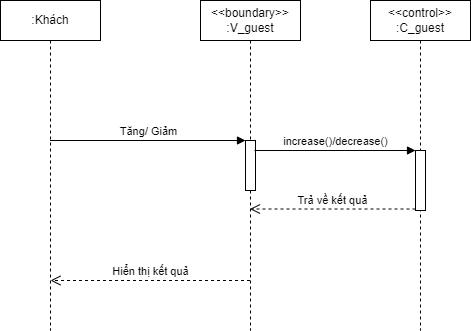 :Khách
<<boundary>>
:V_guest
<<control>>
:C_guest
Tăng/ Giảm
increase()/decrease()
Trả về kết quả
Hiển thị kết quả